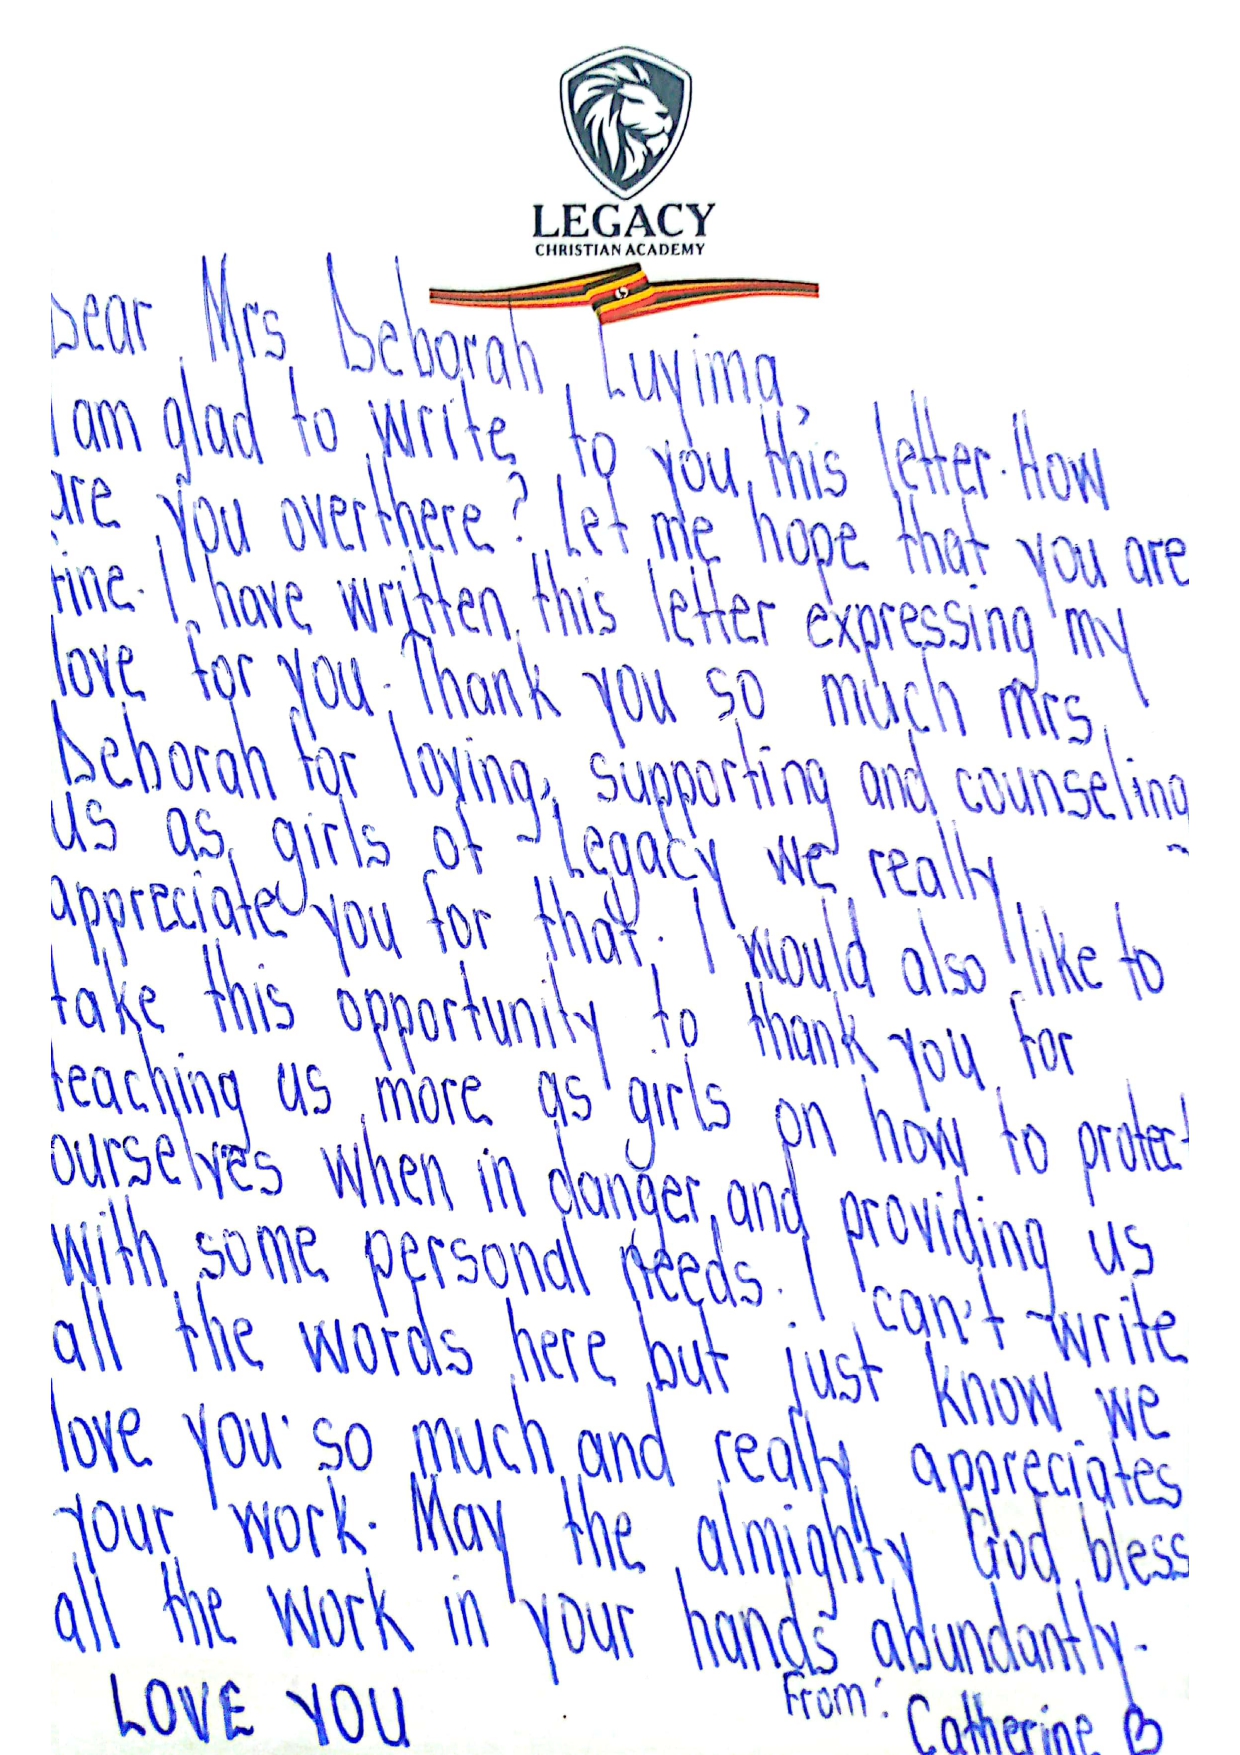 LEGACY
CHRISTIAN ACADEMY
Dear Mrs Deborah Luyima,
I am glad to write to you this letter. How
are you overthere? Let me hope that you are
fine. I have written this letter expressing my
love for you. Thank you so much Mrs
Deborah for loving, supporting and counseling
us as girls of Legacy we really
appreciate you for that. I would also like to
take this opportunity to thank you for
teaching us more as girls on how to protect
ourselves when in danger and providing us
with some personal needs. I can't write
all the words here but just know we
love you so much and really appreciates
your work. May the almighty God bless
all the work in your hands abundantly.
LOVE YOU From: Catherine B